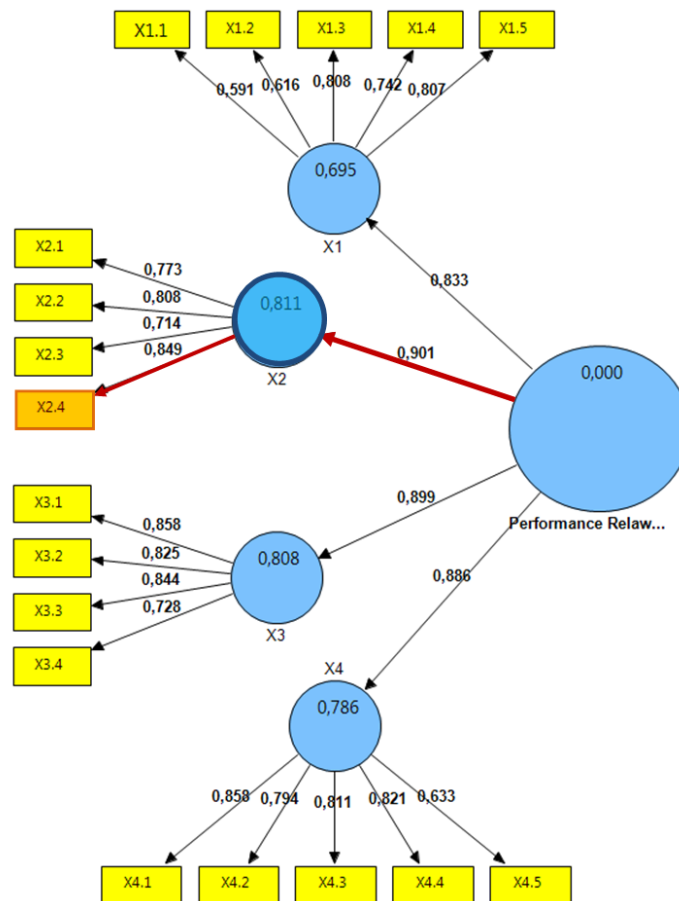 X1.1 X1.2 X1.3 X1.4 X1.5
0,591 0,616 0,808 0,742 0,807
0,695
X1
X2.1
X2.2
X2.3
X2.4
0,773
0,808
0,714
0,849
0,811
X2
0,833
0,901
0,000
Performance Relaw...
0,899
0,886
X3.1
X3.2
X3.3
X3.4
0,858
0,825
0,844
0,728
0,808
X3
X4
0,786
0,858 0,794 0,811 0,821 0,633
X4.1 X4.2 X4.3 X4.4 X4.5